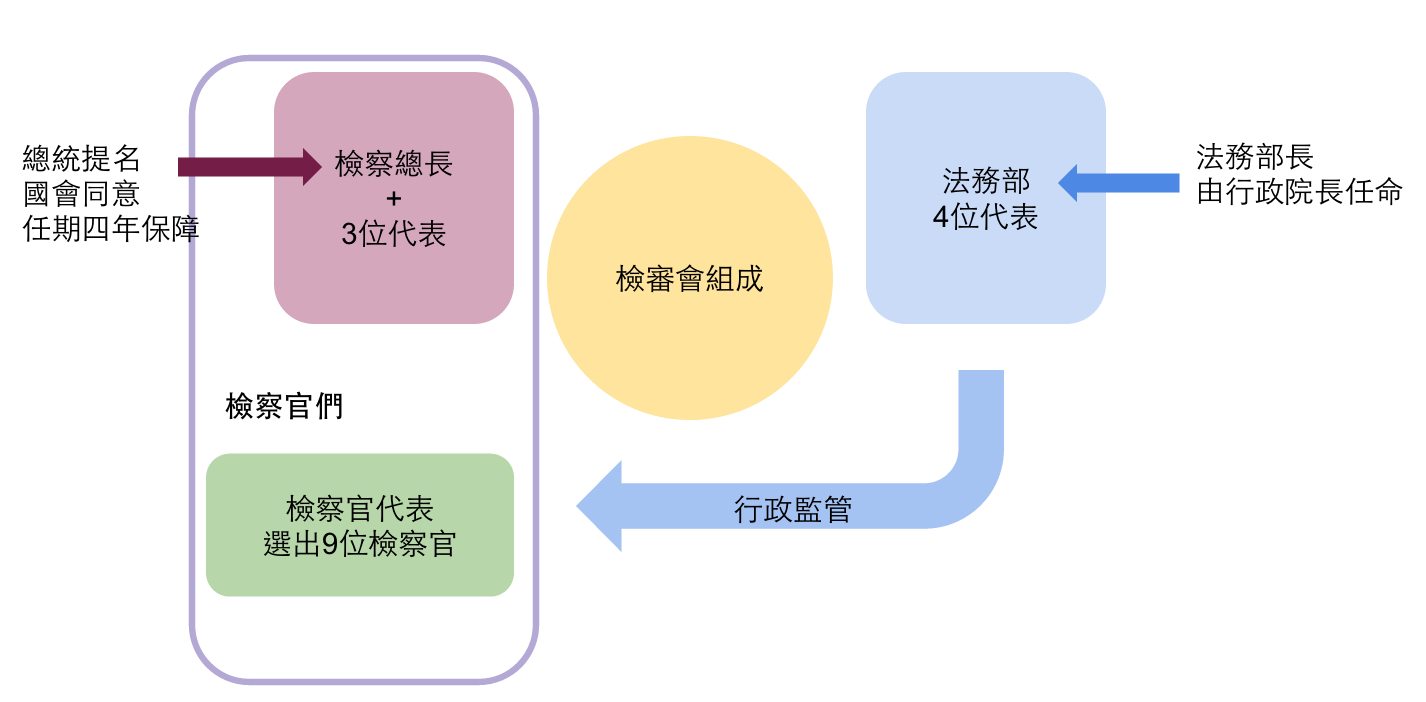 總統提名
國會同意
任期四年保障
檢察總長
+
3位代表
檢審會組成
法務部
4位代表
法務部長
由行政院長任命
檢察官們
檢察官代表
選出9位檢察官
行政監管